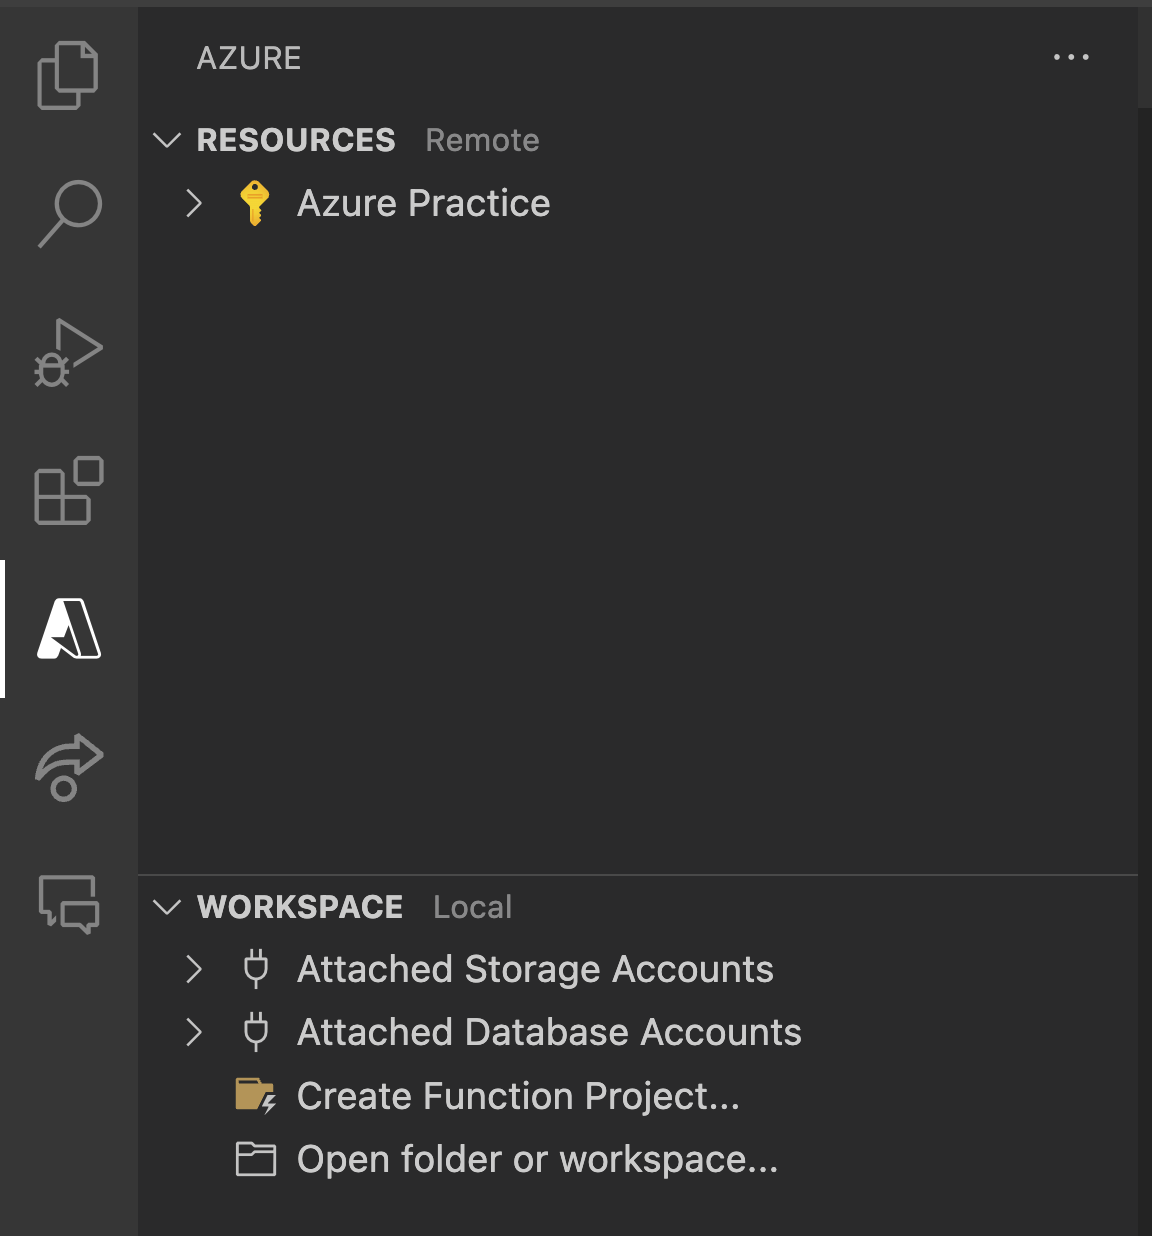 AZURE
RESOURCES Remote
Azure Practice
WORKSPACE Local
Attached Storage Accounts
Attached Database Accounts
Create Function Project...
Open folder or workspace...